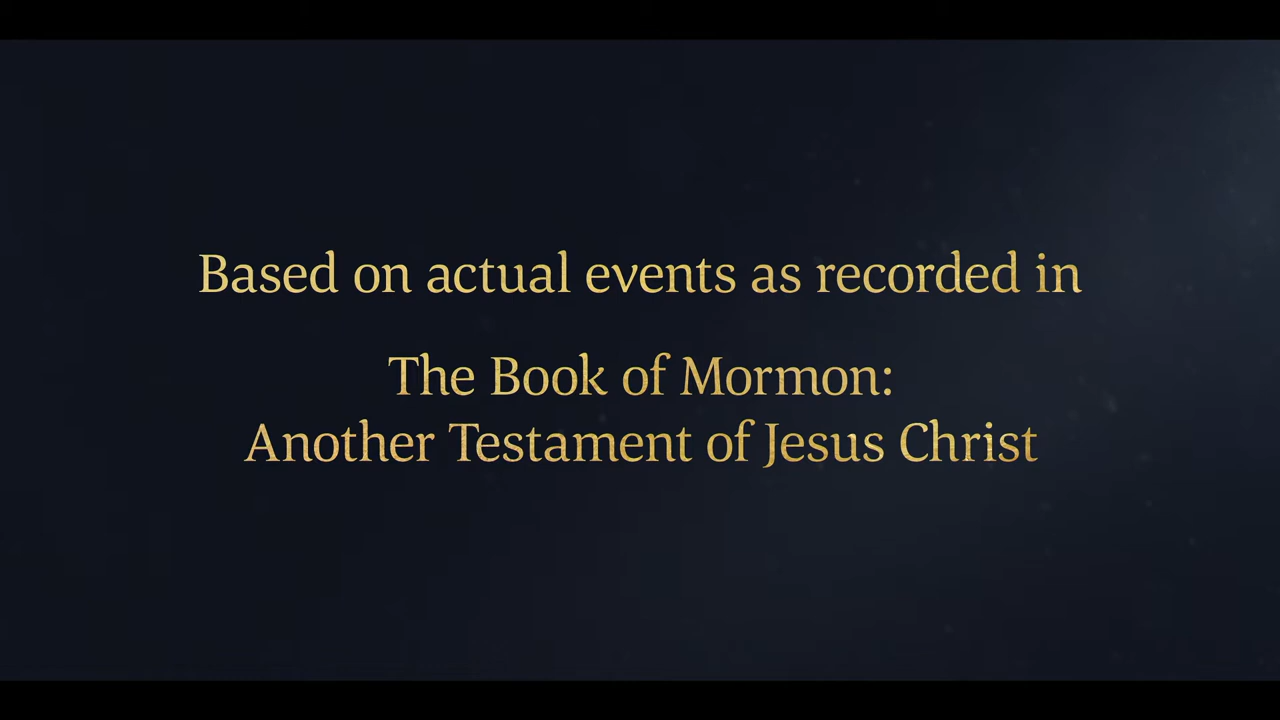 Based on actual events as recorded in
The Book of Mormon:
Another Testament of Jesus Christ